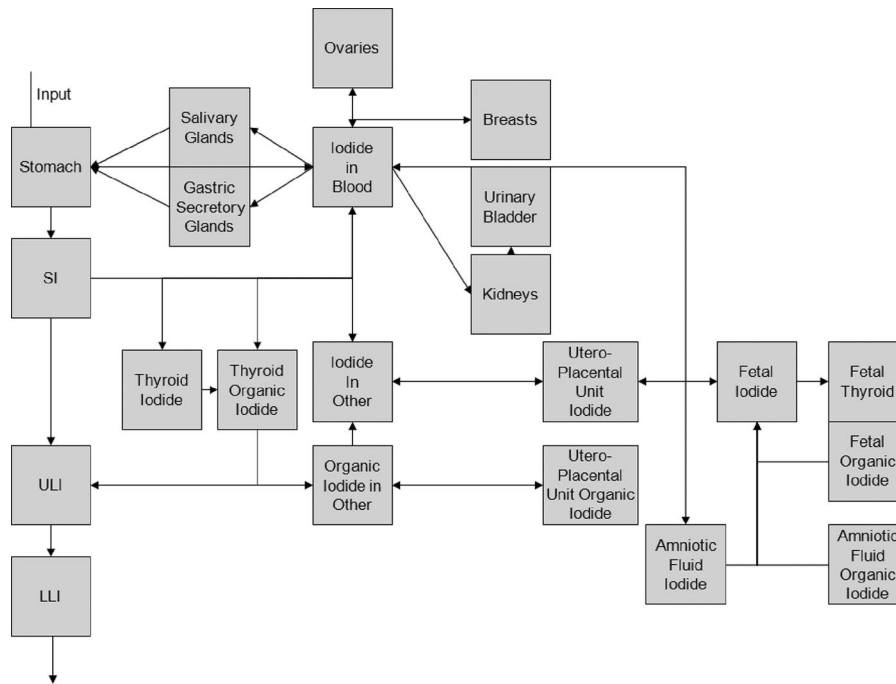 Ovaries
Input
Salivary
Glands
Breasts
Stomach
Iodide
in
Blood
Gastric
Secretory
Glands
Urinary
Bladder
SI
Kidneys
Thyroid
Iodide
Thyroid
Organic
Iodide
Iodide
In
Other
Utero-
Placental
Unit
Iodide
Fetal
Iodide
Fetal
Thyroid
Fetal
Organic
Iodide
ULI
Organic
Iodide in
Other
Utero-
Placental
Unit Organic
Iodide
Amniotic
Fluid
Iodide
Amniotic
Fluid
Organic
Iodide
LLI